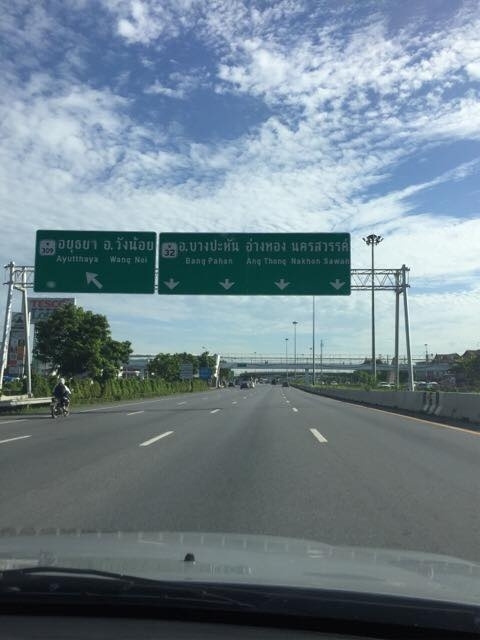 309
อยุธยา อ.วังน้อย
Ayutthaya Wang Noi
32
อ.บางปะหัน อ่างทอง นครสวรรค์
Bang Pahan Ang Thong Nakhon Sawan
TESCO